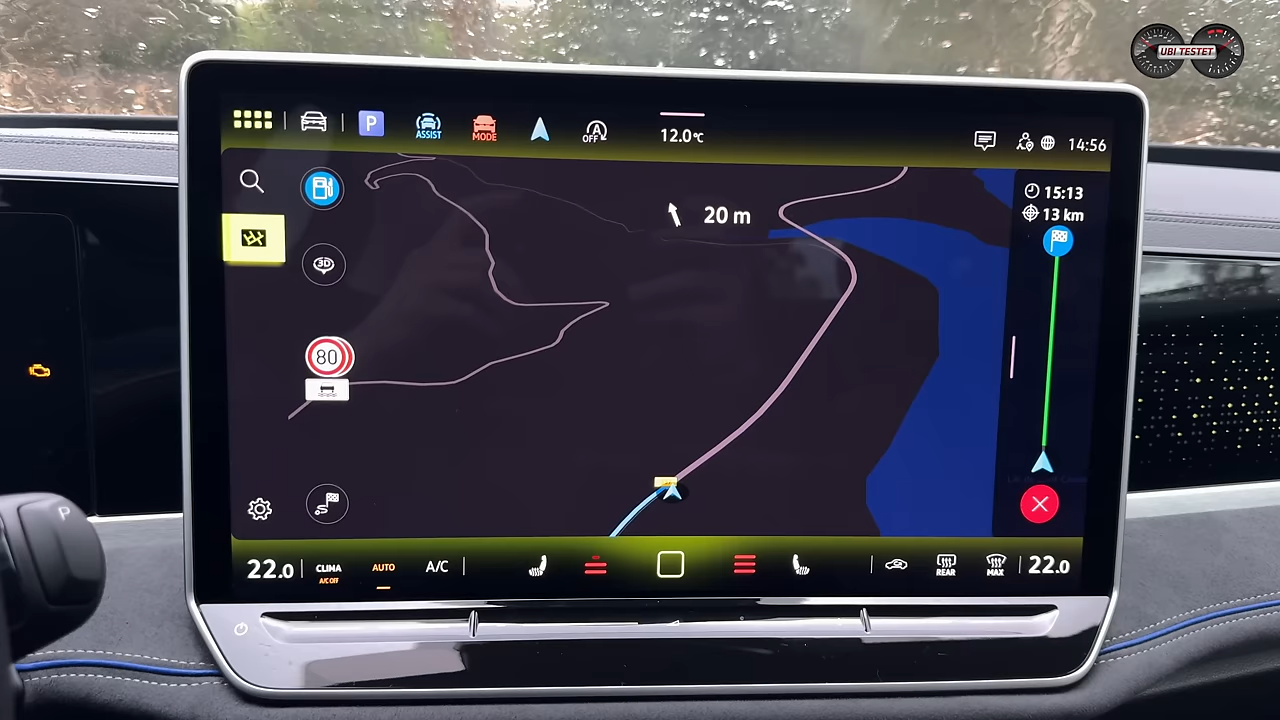 UBI TESTET
P
ASSIST
MODE
A
OFF
12.0°C
14:56
15:13
13 km
20 m
3D
80
P
22.0
CLIMA
A/C OFF
AUTO
A/C
REAR
MAX
22.0